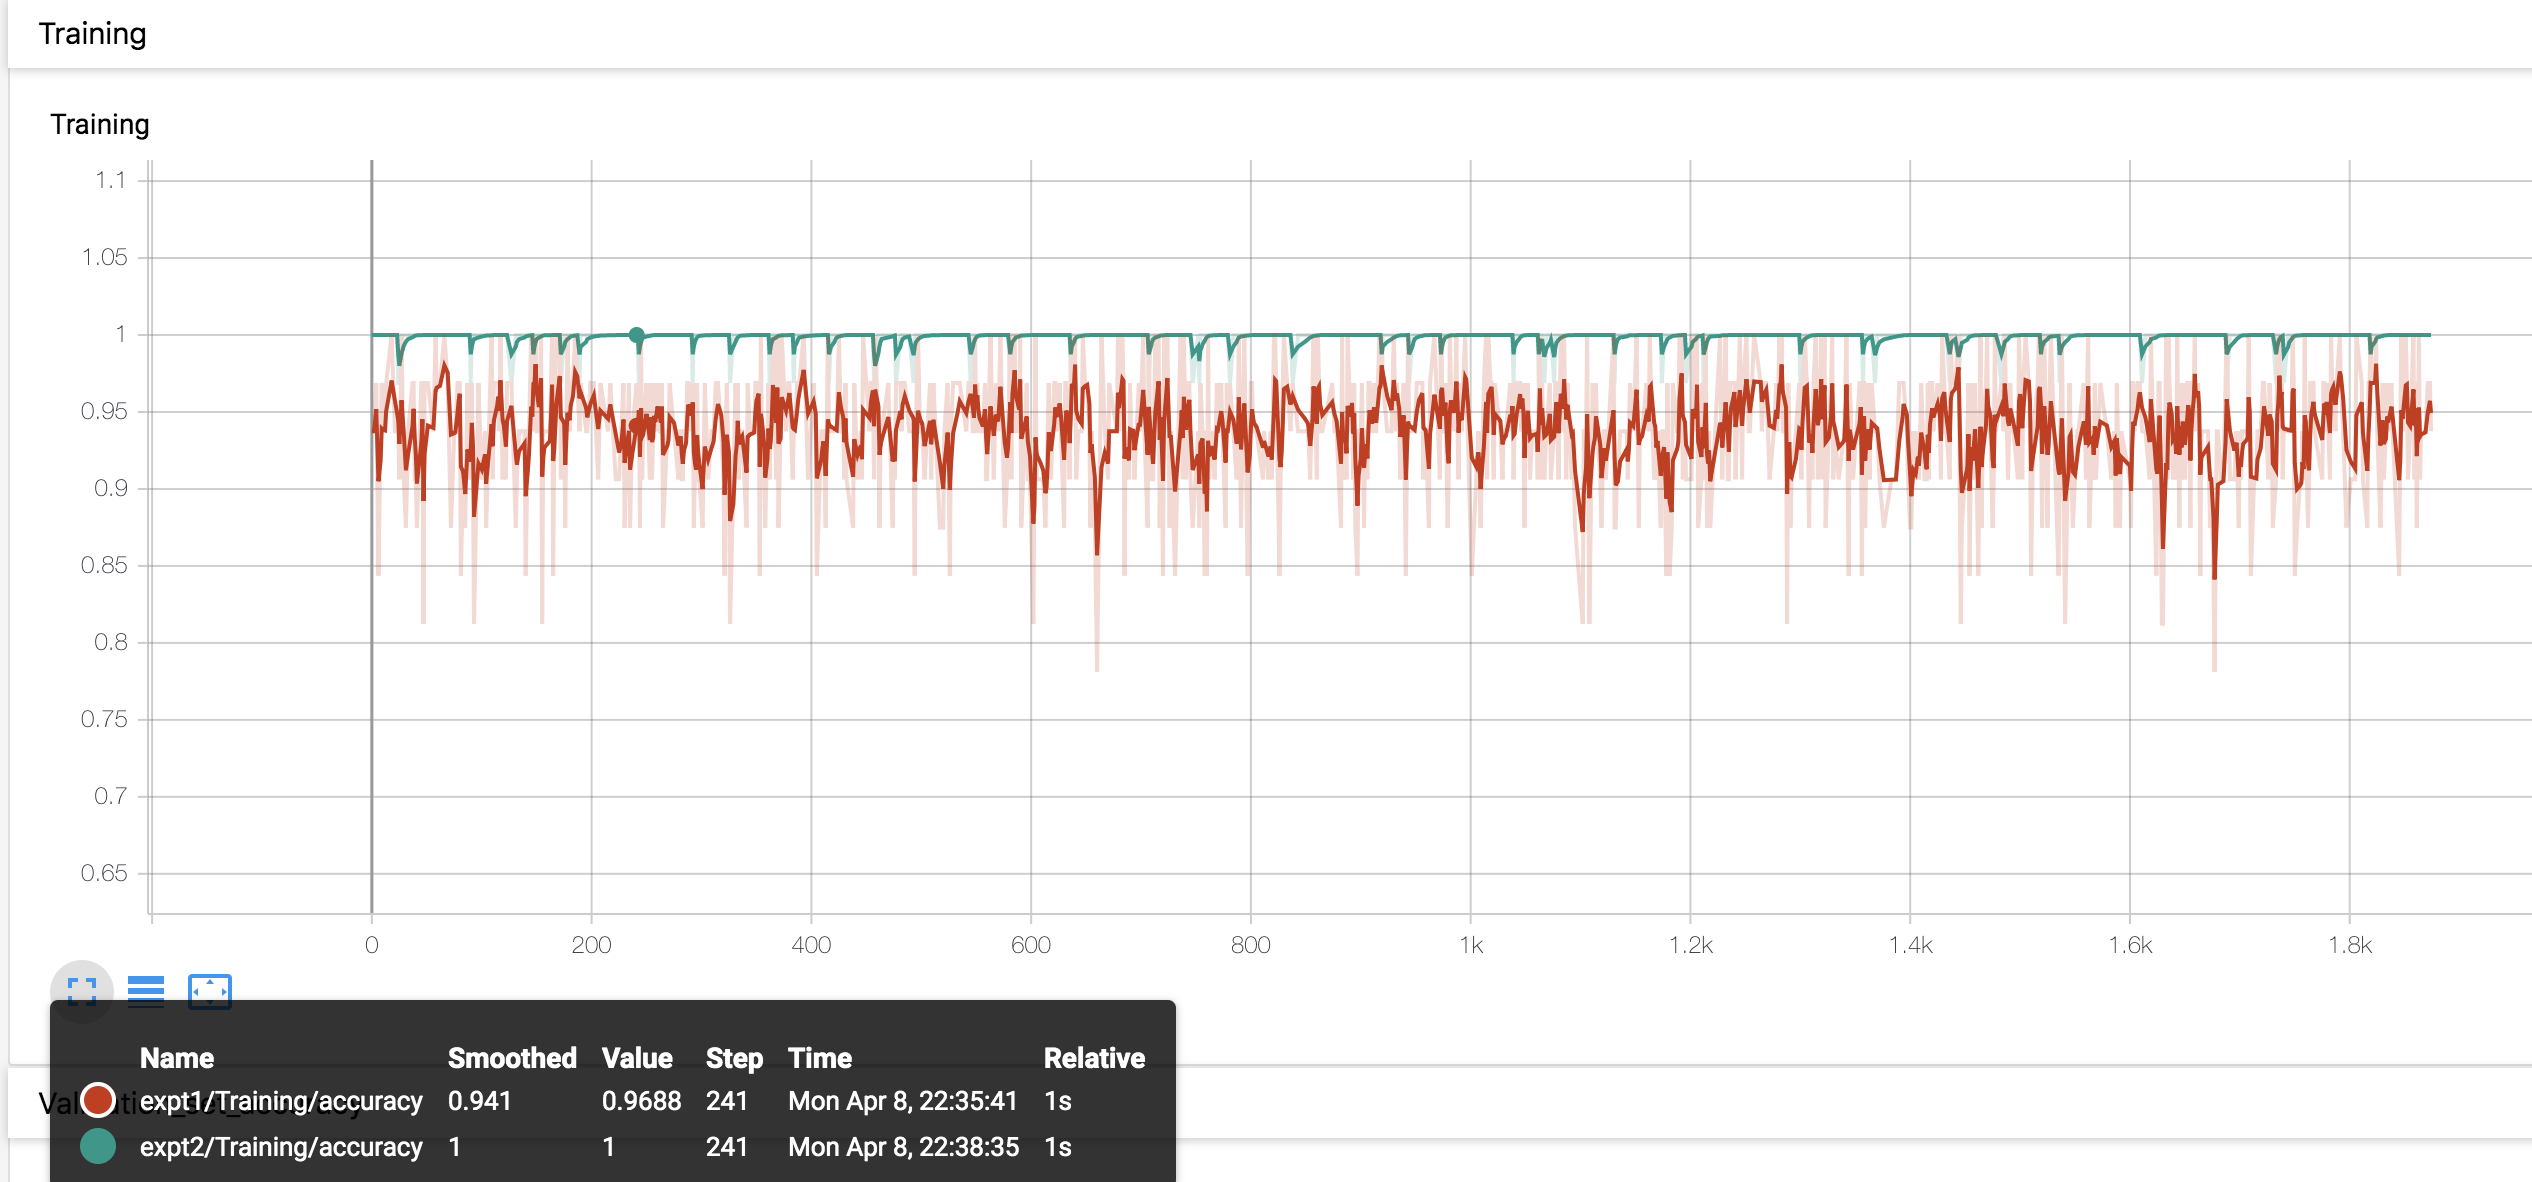 Training
Training
1.1
1.05
1
0.95
0.9
0.85
0.8
0.75
0.7
0.65
0 200 400 600 800 1k 1.2k 1.4k 1.6k 1.8k
Name Smoothed Value Step Time Relative
expt1/Training/accuracy 0.941 0.9688 241 Mon Apr 8, 22:35:41 1s
expt2/Training/accuracy 1 1 241 Mon Apr 8, 22:38:35 1s